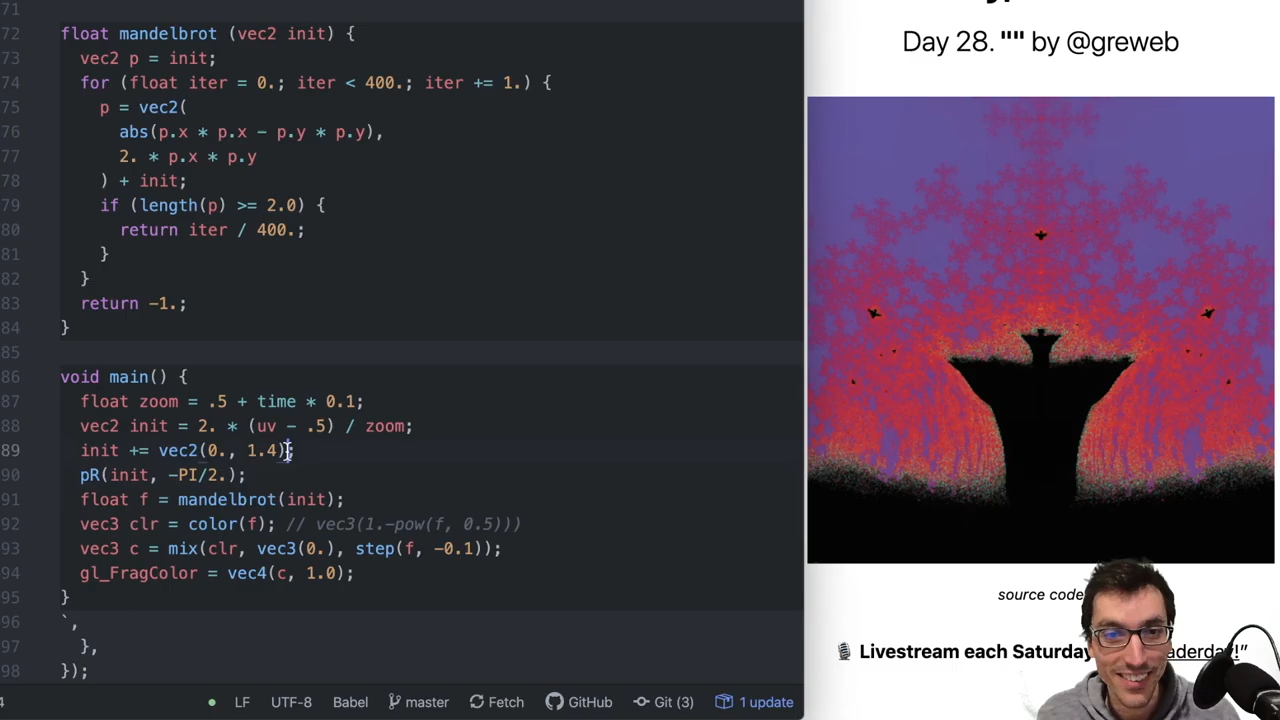 71
72 float mandelbrot (vec2 init) {
73 vec2 p = init;
74 for (float iter = 0.; iter < 400.; iter += 1.) {
75 p = vec2(
76 abs(p.x * p.x - p.y * p.y),
77 2. * p.x * p.y
78 ) + init;
79 if (length(p) >= 2.0) {
80 return iter / 400.;
81 }
82 }
83 return -1.;
84 }
85
86 void main() {
87 float zoom = .5 + time * 0.1;
88 vec2 init = 2. * (uv - .5) / zoom;
89 init += vec2(0., 1.4);
90 pR(init, -PI/2.);
91 float f = mandelbrot(init);
92 vec3 clr = color(f); // vec3(1.-pow(f, 0.5)))
93 vec3 c = mix(clr, vec3(0.), step(f, -0.1));
94 gl_FragColor = vec4(c, 1.0);
95 }
96 `,
97 },
98 });
4 LF UTF-8 Babel master Fetch GitHub Git (3) 1 update
Day 28. "" by @greweb
source code
Livestream each Saturday